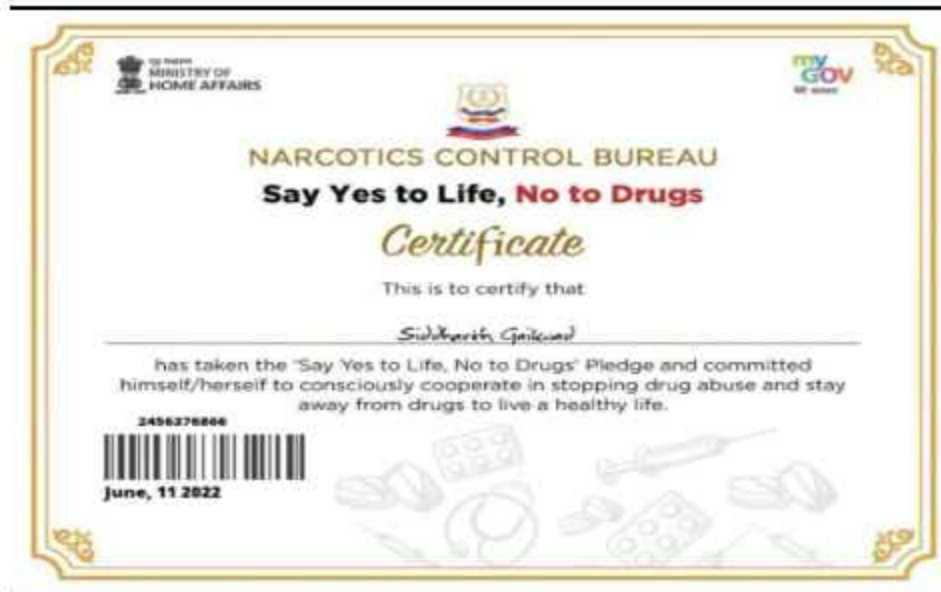 MINISTRY OF
HOME AFFAIRS
my
GOV
NARCOTICS CONTROL BUREAU
Say Yes to Life, No to Drugs
Certificate
This is to certify that
Siddharth Gaikwad
has taken the "Say Yes to Life, No to Drugs" Pledge and committed
himself/herself to consciously cooperate in stopping drug abuse and stay
away from drugs to live a healthy life.
2456276866
June, 11 2022